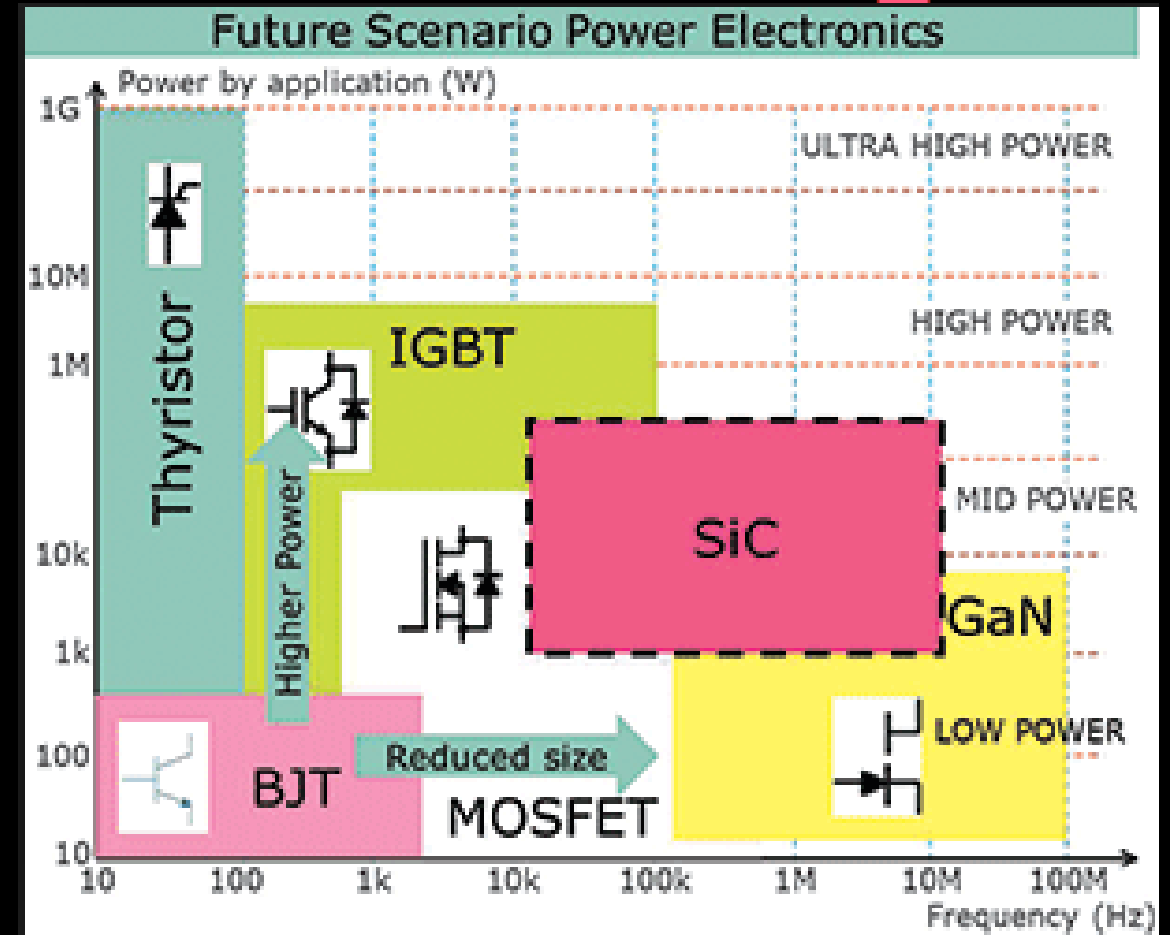 Future Scenario Power Electronics
Power by application (W)
1G
ULTRA HIGH POWER
10M
HIGH POWER
IGBT
1M
Thyristor
MID POWER
SiC
10k
Higher Power
GaN
1k
LOW POWER
100
Reduced size
BJT
MOSFET
10
10 100 1k 10k 100k 1M 10M 100M
Frequency (Hz)